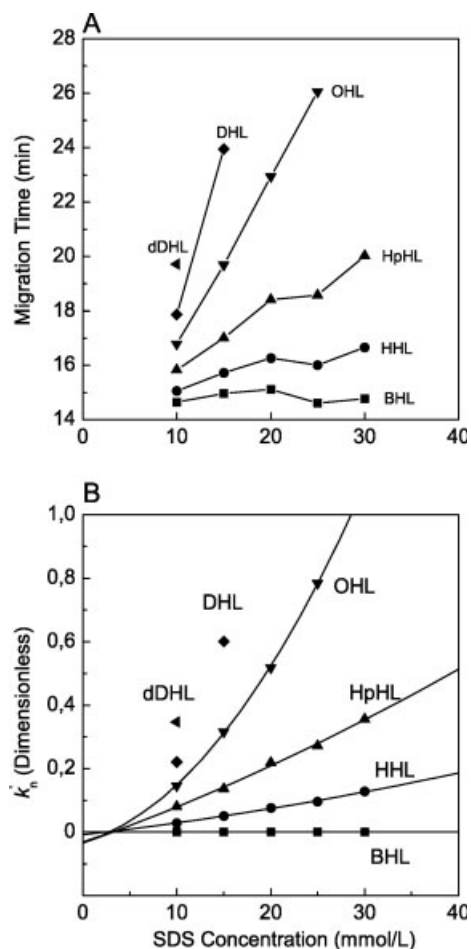 A
28
26
24
22
20
18
16
14
Migration Time (min)
OHL
DHL
dDHL
HpHL
HHL
BHL
0
10
20
30
40
B
1,0
0,8
0,6
0,4
0,2
0
k*n (Dimensionless)
DHL
OHL
dDHL
HpHL
HHL
BHL
0
10
20
30
40
SDS Concentration (mmol/L)